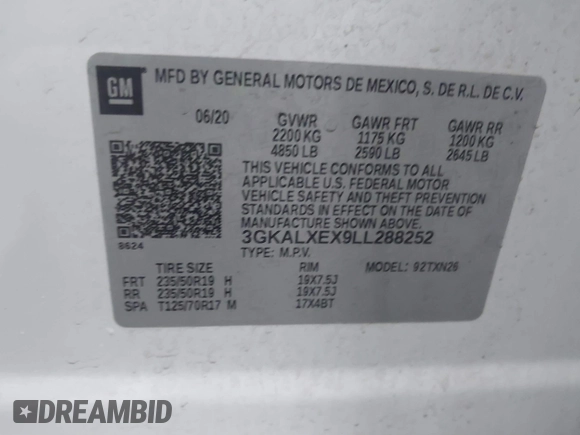 GM
MFD BY GENERAL MOTORS DE MEXICO, S. DE R.L. DE C.V.
06/20 GVWR GAWR FRT GAWR RR
2200 KG 1175 KG 1200 KG
4850 LB 2590 LB 2645 LB
THIS VEHICLE CONFORMS TO ALL
APPLICABLE U.S. FEDERAL MOTOR
VEHICLE SAFETY AND THEFT PREVENTION
STANDARDS IN EFFECT ON THE DATE OF
MANUFACTURE SHOWN ABOVE.
8624 3GKALXEX9LL288252
TYPE: M.P.V.
TIRE SIZE RIM MODEL: 92TXN26
FRT 235/50R19 H 19X7.5J
RR 235/50R19 H 19X7.5J
SPA T125/70R17 M 17X4BT
DREAMBID